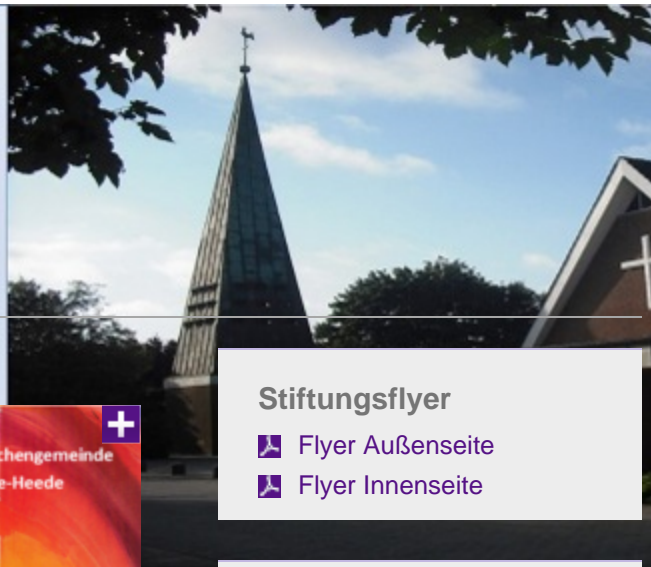 Stiftungsflyer
Flyer Außenseite
Flyer Innenseite
chengemeinde
e-Heede